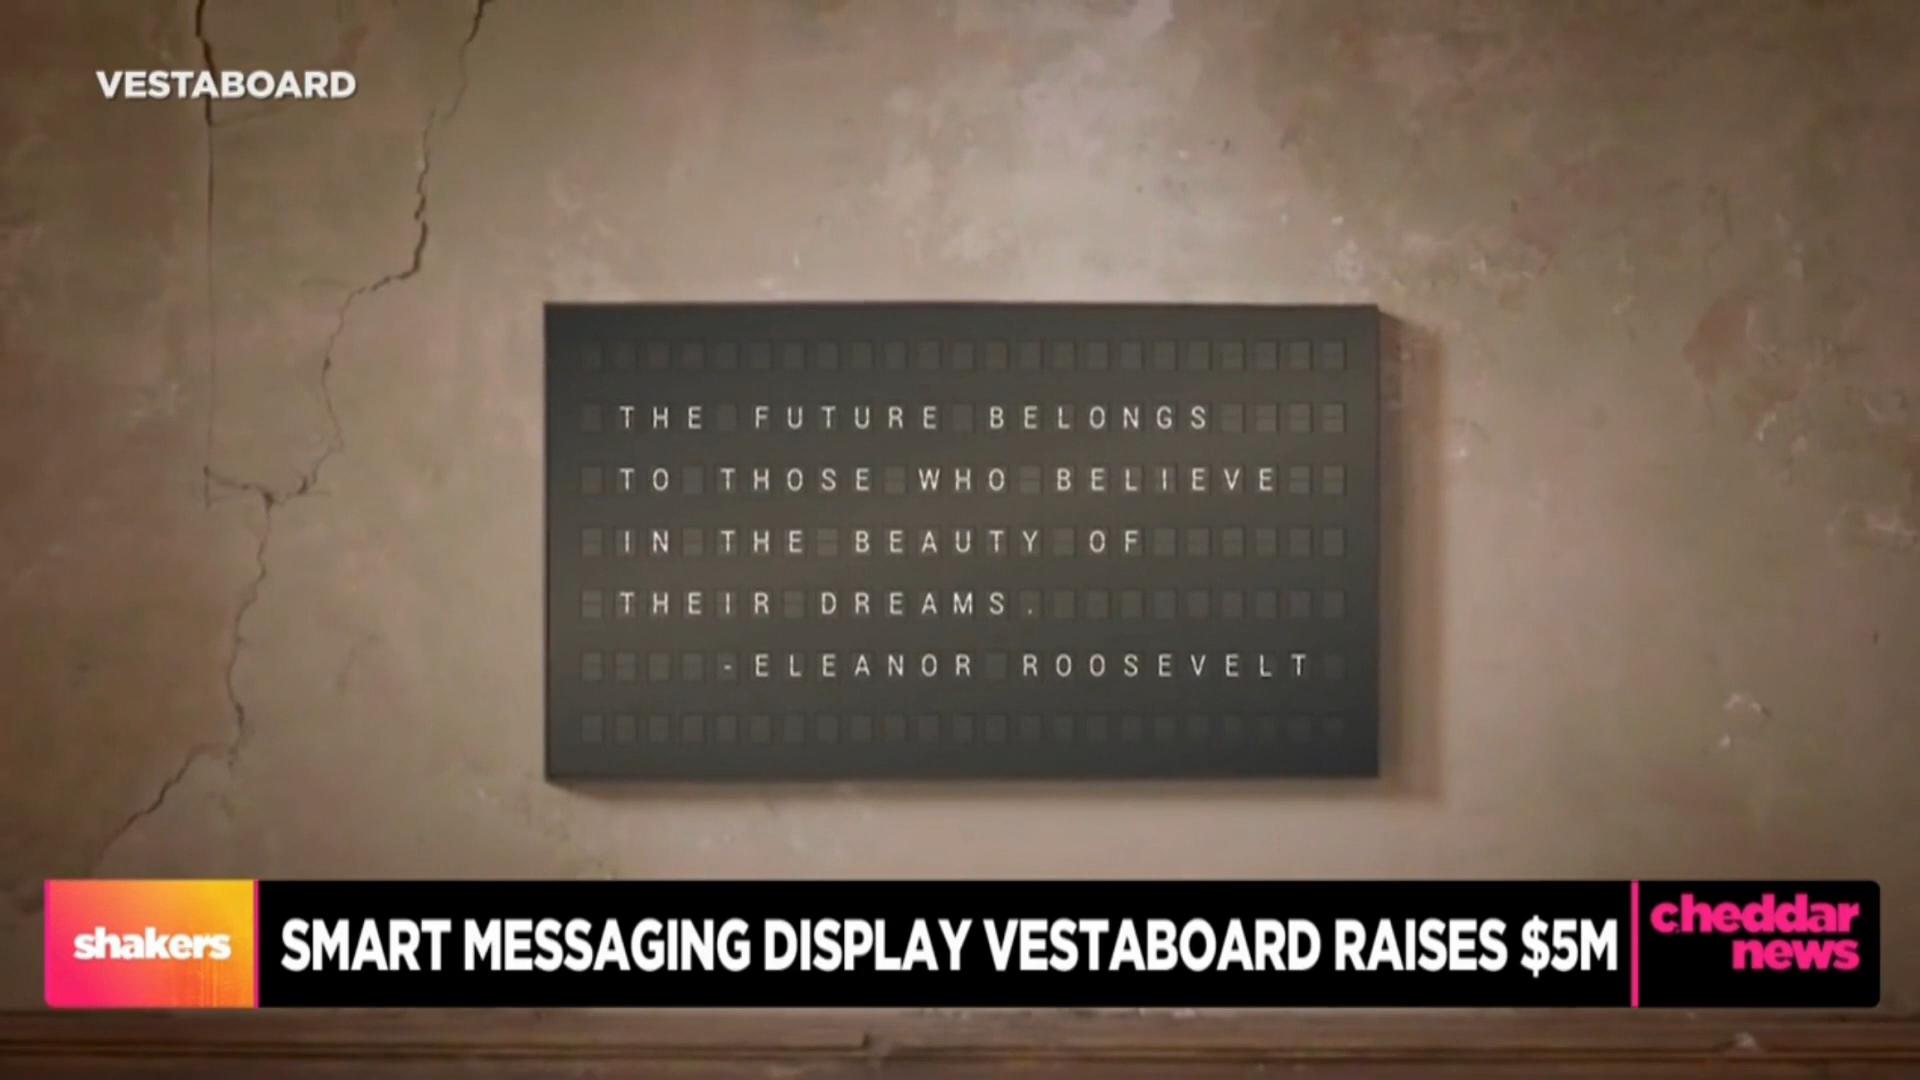 VESTABOARD
THE FUTURE BELONGS
TO THOSE WHO BELIEVE
IN THE BEAUTY OF
THEIR DREAMS.
-ELEANOR ROOSEVELT
shakers
SMART MESSAGING DISPLAY VESTABOARD RAISES $5M
cheddar
news